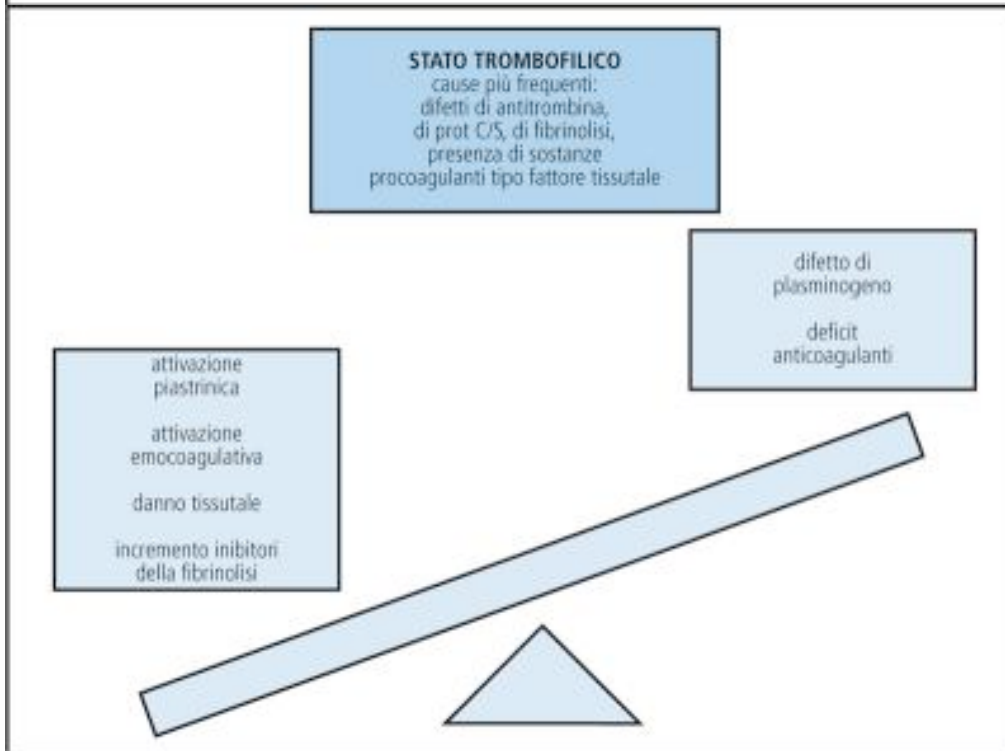 STATO TROMBOFILICO
cause più frequenti:
difetti di antitrombina,
di prot C/S, di fibrinolisi,
presenza di sostanze
procoagulanti tipo fattore tissutale
difetto di
plasminogeno
deficit
anticoagulanti
attivazione
piastrinica
attivazione
emocoagulativa
danno tissutale
incremento inibitori
della fibrinolisi